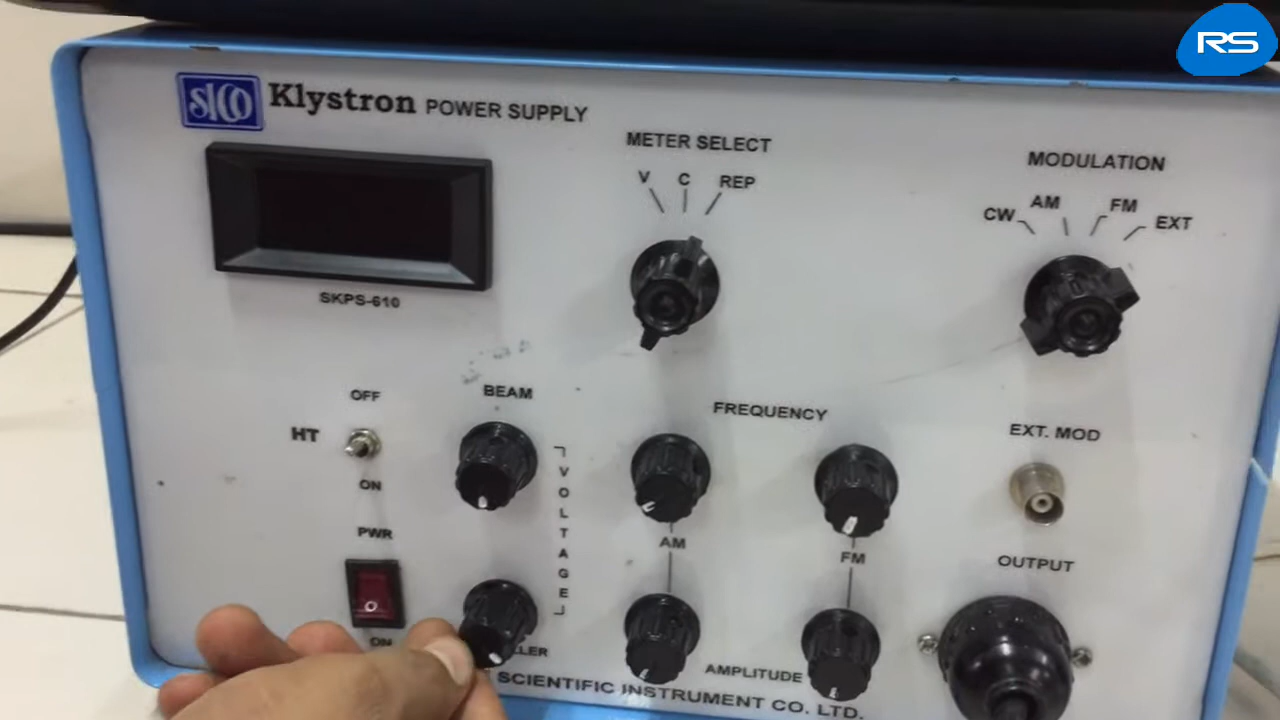 RS
SICO Klystron POWER SUPPLY
METER SELECT
V C REP
MODULATION
CW AM FM EXT
SKPS-610
OFF
HT
ON
BEAM
VOLTAGE
FREQUENCY
EXT. MOD
PWR
ON
AM
FM
OUTPUT
LLER
AMPLITUDE
SCIENTIFIC INSTRUMENT CO. LTD.